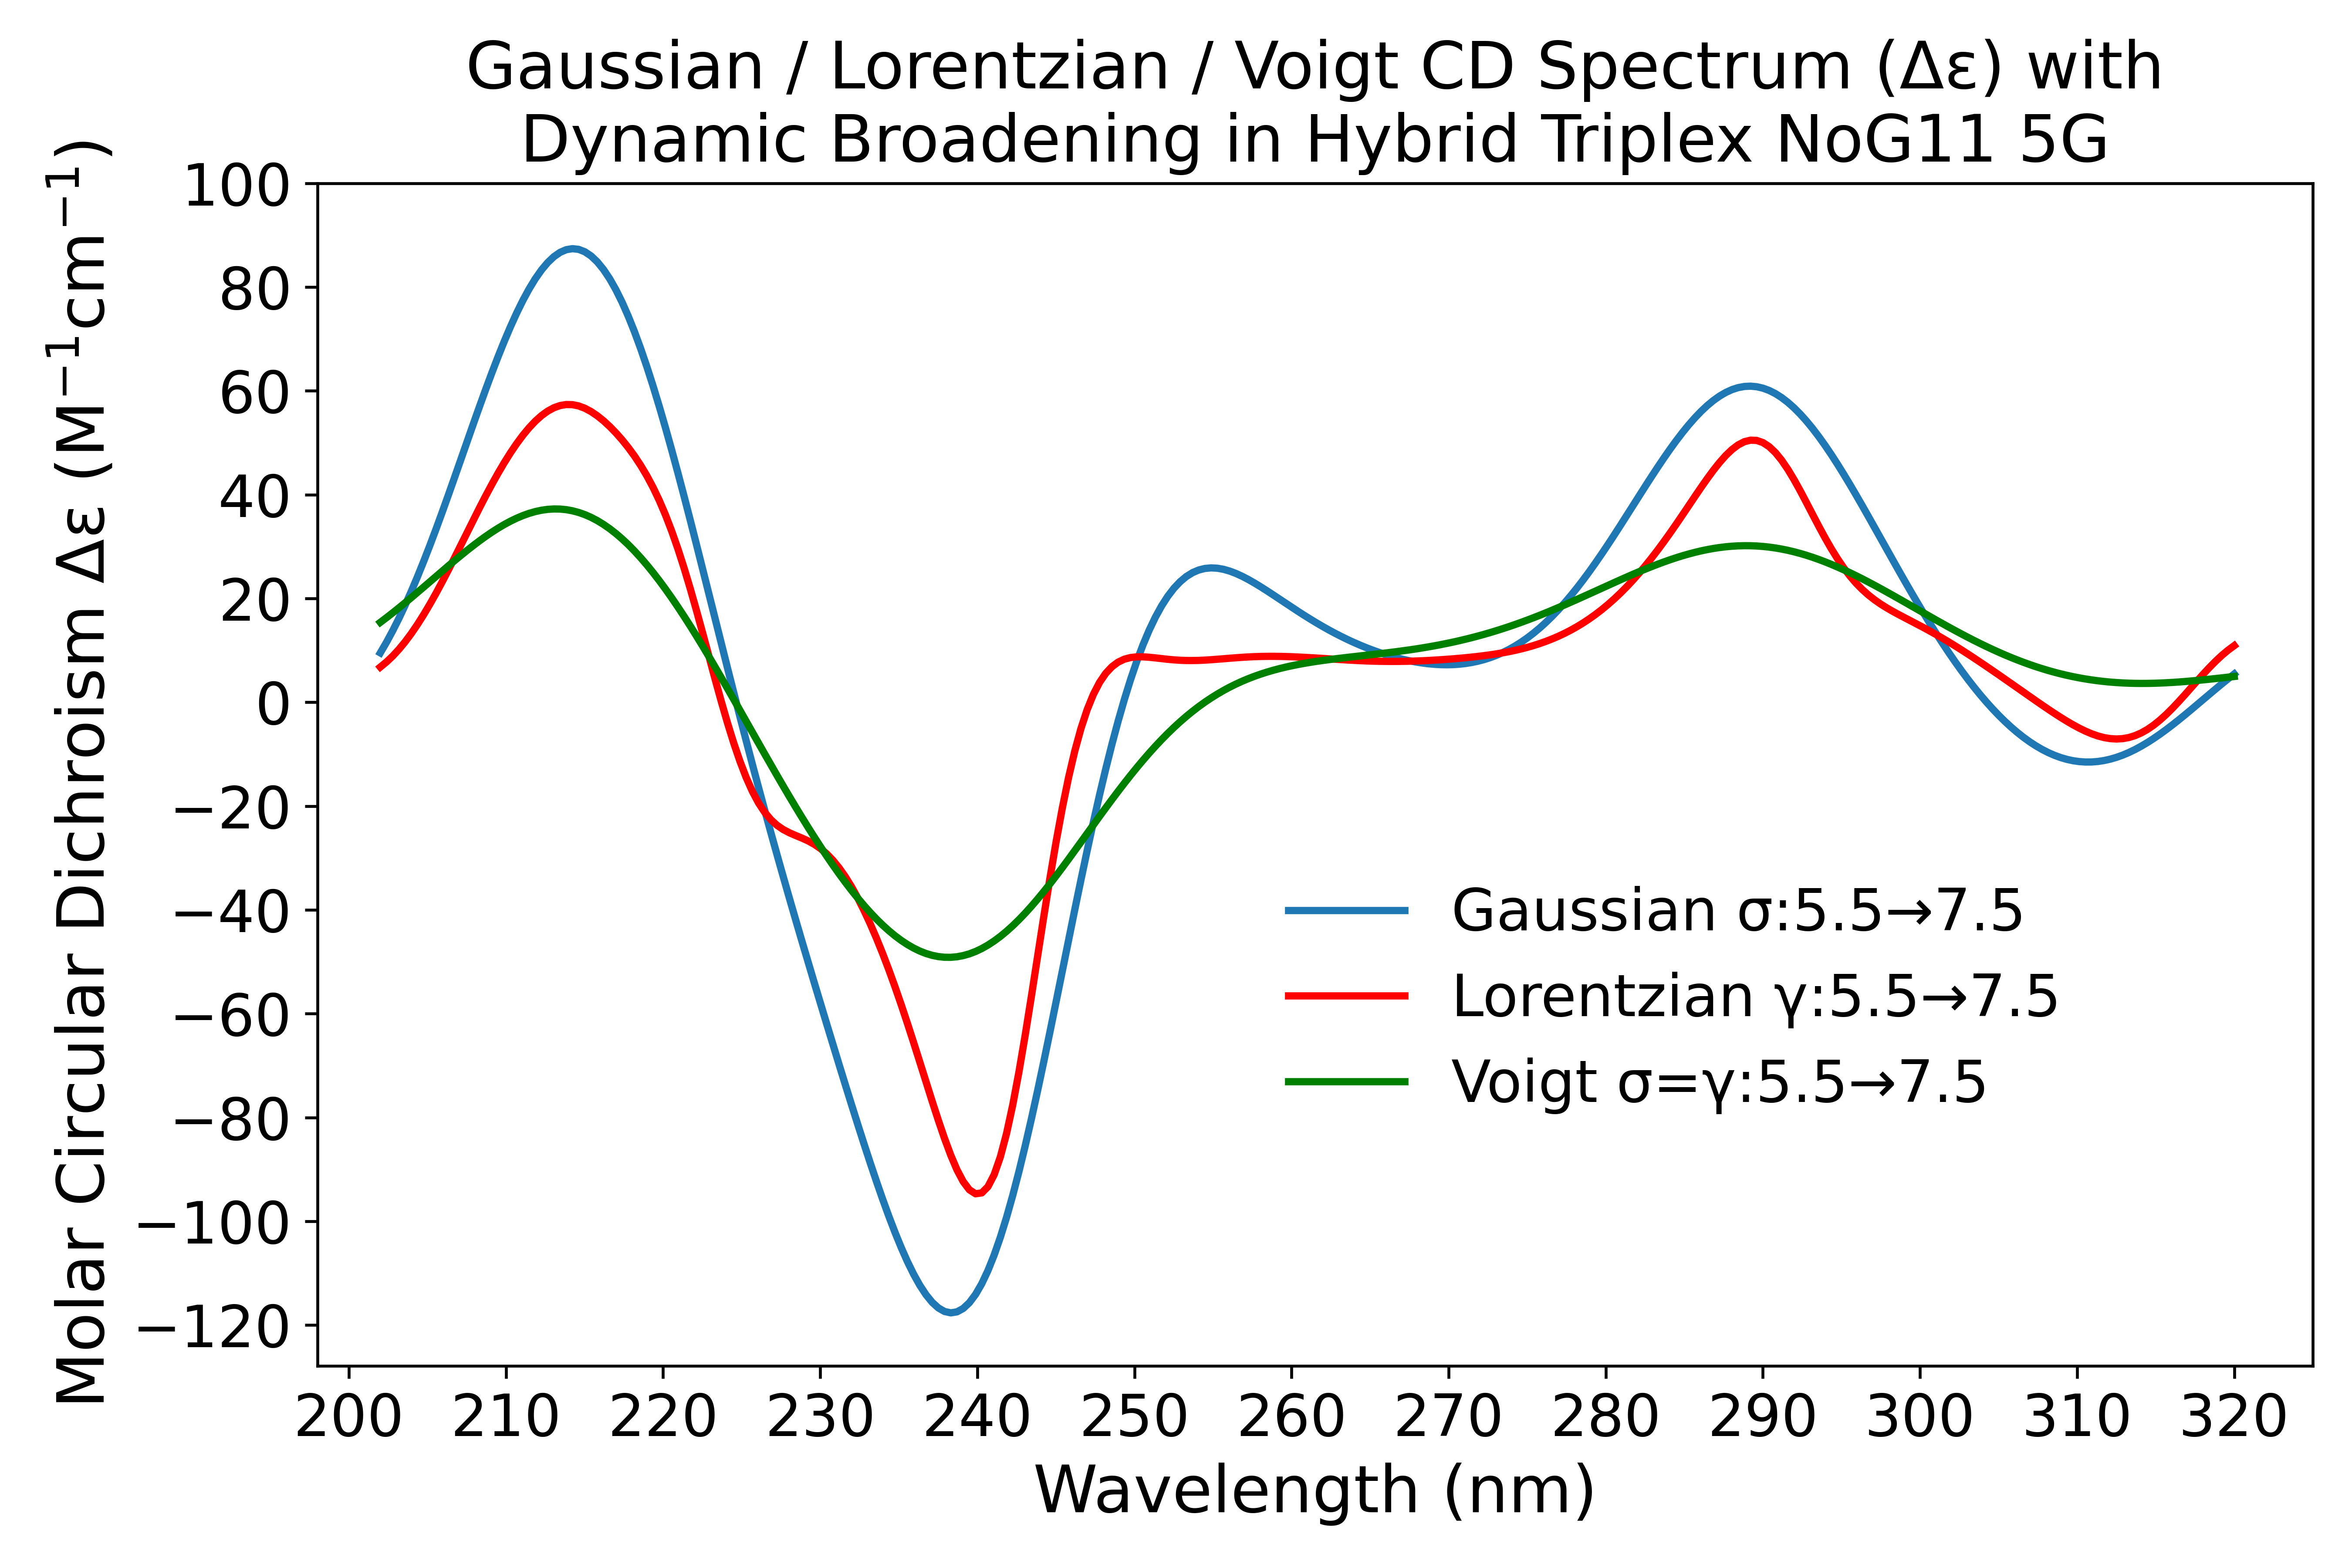 Gaussian / Lorentzian / Voigt CD Spectrum (Δε) with
Dynamic Broadening in Hybrid Triplex NoG11 5G
Molar Circular Dichroism Δε (M⁻¹cm⁻¹)
100
80
60
40
20
0
−20
−40
−60
−80
−100
−120
Gaussian σ:5.5→7.5
Lorentzian γ:5.5→7.5
Voigt σ=γ:5.5→7.5
200 210 220 230 240 250 260 270 280 290 300 310 320
Wavelength (nm)